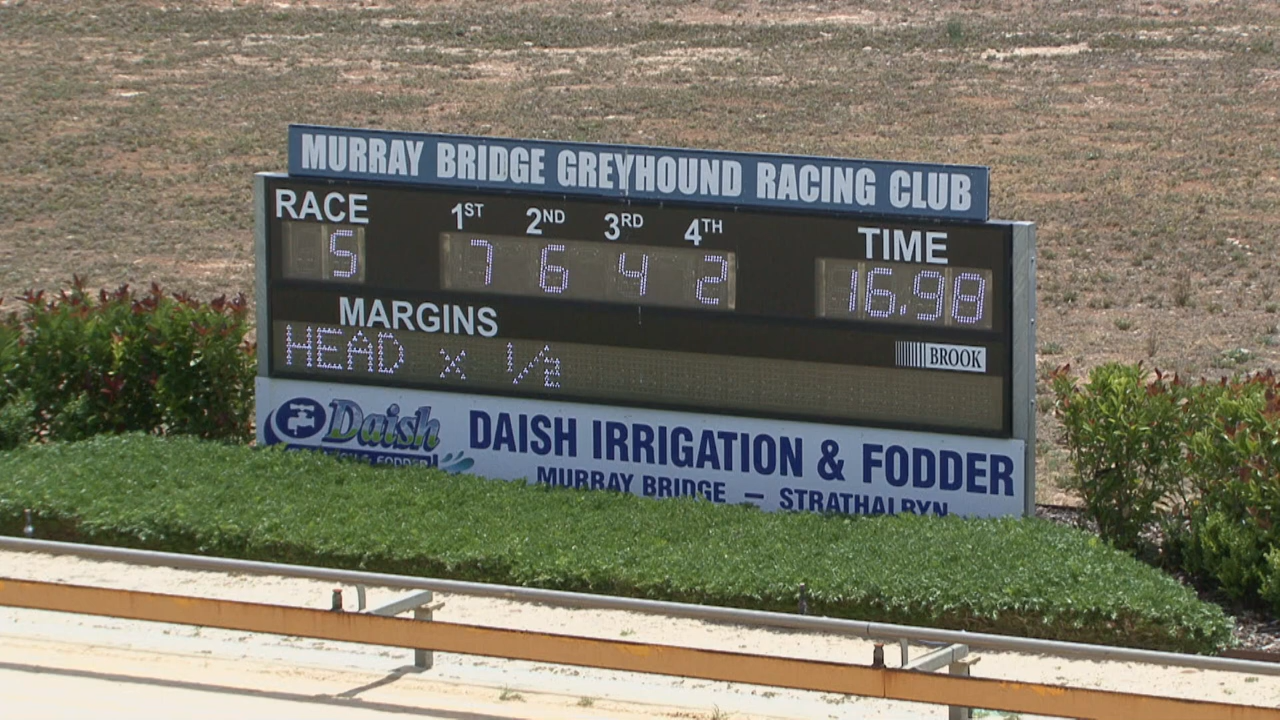 MURRAY BRIDGE GREYHOUND RACING CLUB
RACE 1ST 2ND 3RD 4TH TIME
5 7 6 4 2 16.98
MARGINS
BROOK
HEAD x 1/2
Daish
DAISH IRRIGATION & FODDER
& FODDER
MURRAY BRIDGE — STRATHALBYN